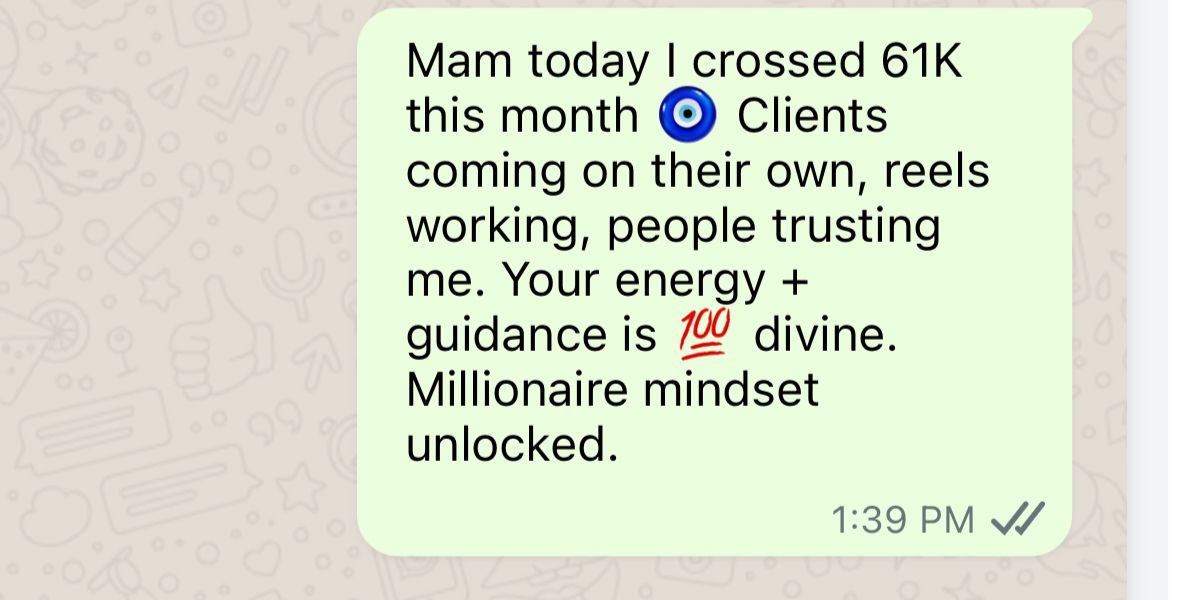 Mam today I crossed 61K
this month 🧿 Clients
coming on their own, reels
working, people trusting
me. Your energy +
guidance is 💯 divine.
Millionaire mindset
unlocked.
1:39 PM